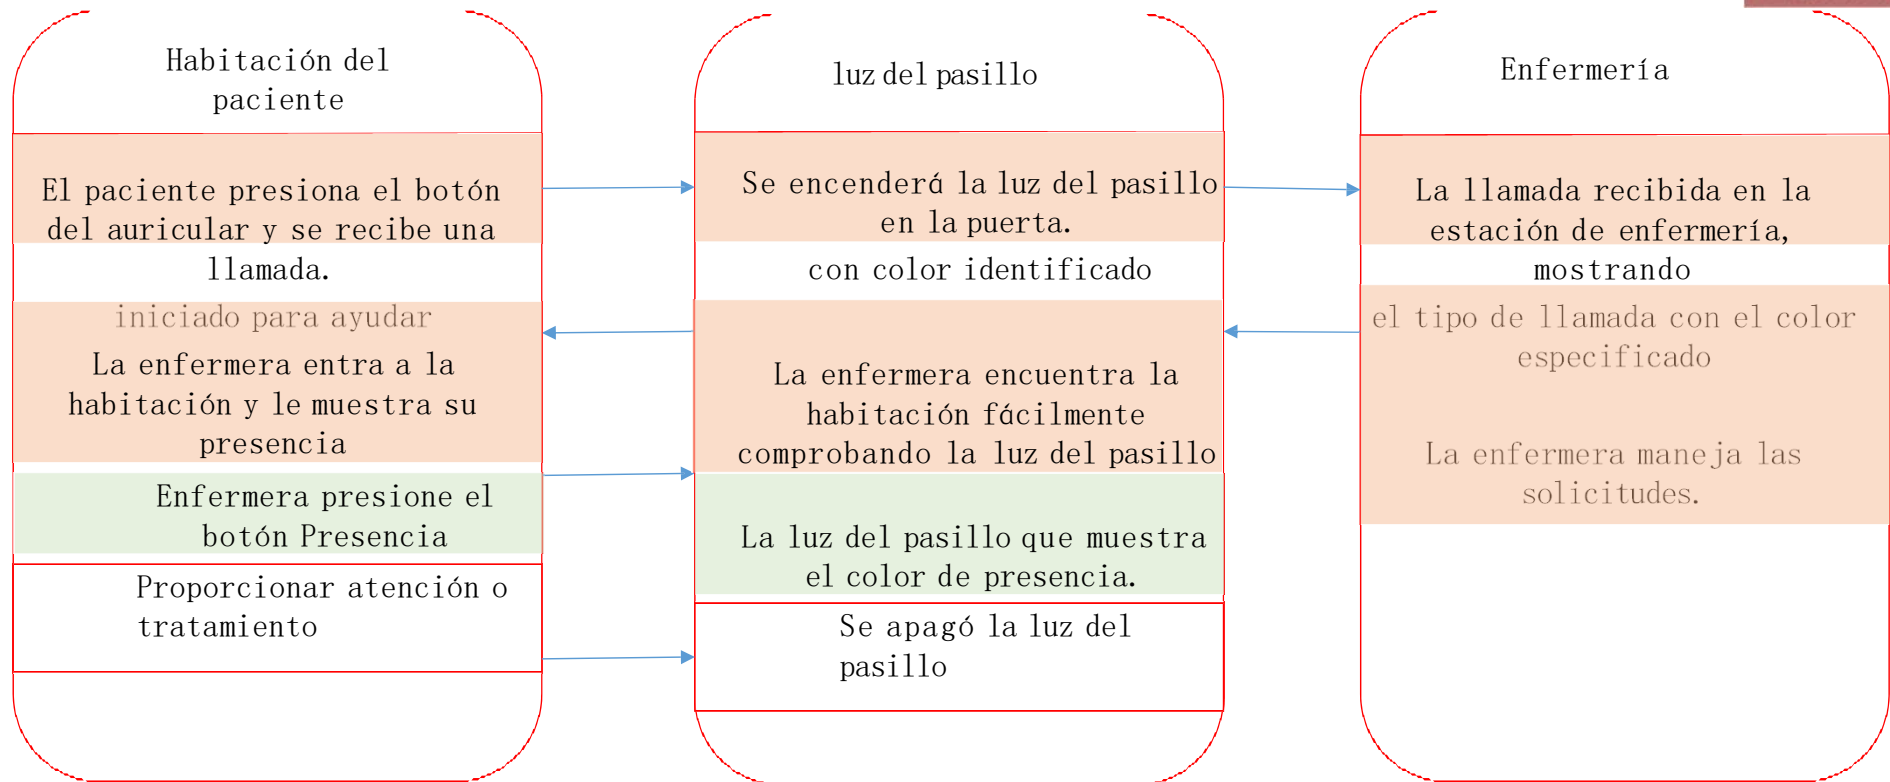 Habitación del
paciente
El paciente presiona el botón
del auricular y se recibe una
llamada.
iniciado para ayudar
La enfermera entra a la
habitación y le muestra su
presencia
Enfermera presione el
botón Presencia
Proporcionar atención o
tratamiento
luz del pasillo
Se encenderá la luz del pasillo
en la puerta.
con color identificado
La enfermera encuentra la
habitación fácilmente
comprobando la luz del pasillo
La luz del pasillo que muestra
el color de presencia.
Se apagó la luz del
pasillo
Enfermería
La llamada recibida en la
estación de enfermería,
mostrando
el tipo de llamada con el color
especificado
La enfermera maneja las
solicitudes.